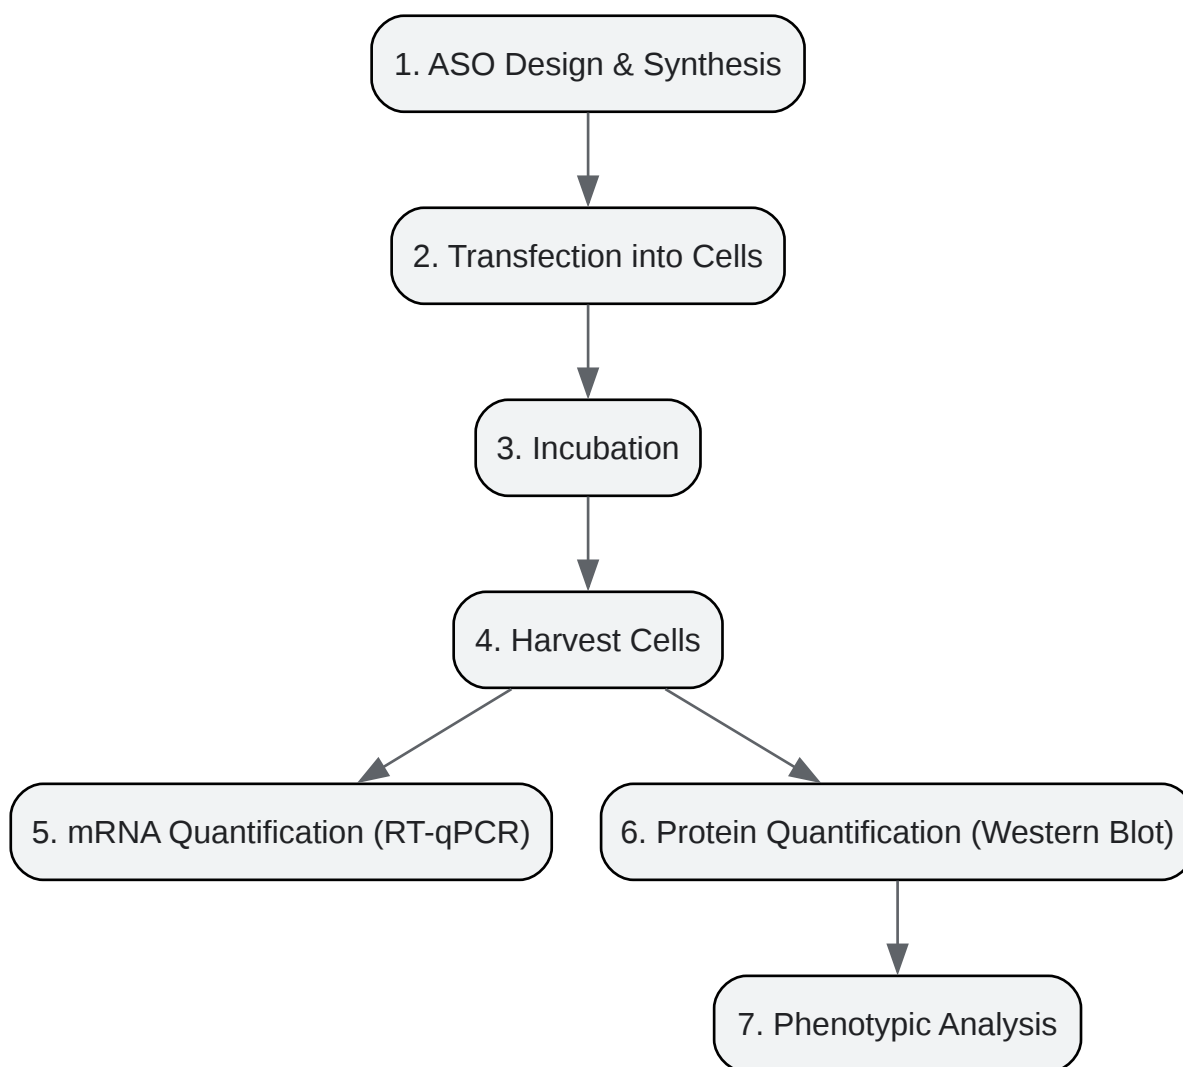 1. ASO Design & Synthesis
2. Transfection into Cells
3. Incubation
4. Harvest Cells
5. mRNA Quantification (RT-qPCR)
6. Protein Quantification (Western Blot)
7. Phenotypic Analysis